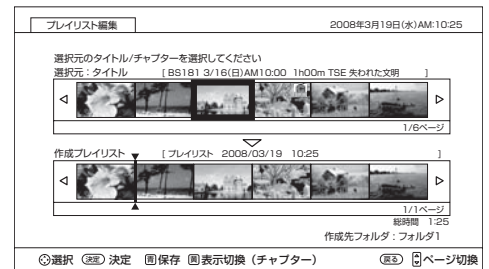 プレイリスト編集
2008年3月19日(水)AM:10:25
選択元のタイトル/チャプターを選択してください
選択元：タイトル [ BS181 3/16(日)AM10:00 1h00m TSE 失われた文明 ]
1/6ページ
作成プレイリスト [ プレイリスト 2008/03/19 10:25 ]
1/1ページ
総時間 1:25
作成先フォルダ：フォルダ1
選択 決定 決定 青 保存 黄 表示切換（チャプター） 戻る ページ切換